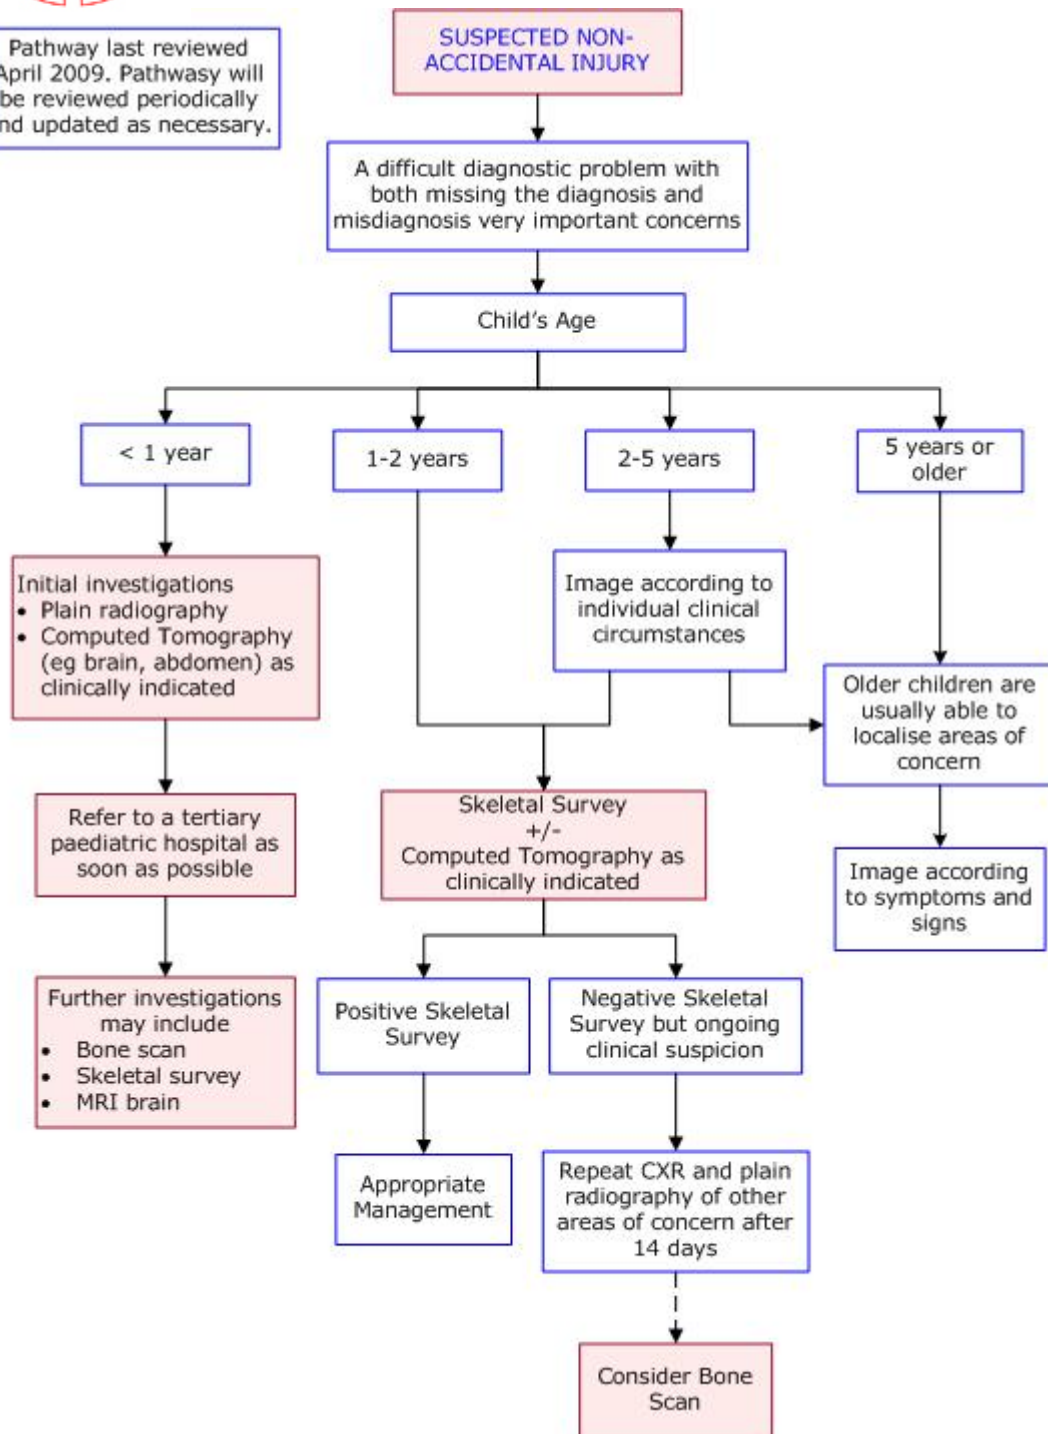 Pathway last reviewed
April 2009. Pathwasy will
be reviewed periodically
and updated as necessary.
SUSPECTED NON-
ACCIDENTAL INJURY
A difficult diagnostic problem with
both missing the diagnosis and
misdiagnosis very important concerns
Child's Age
< 1 year
1-2 years
2-5 years
5 years or
older
Initial investigations
• Plain radiography
• Computed Tomography
(eg brain, abdomen) as
clinically indicated
Image according to
individual clinical
circumstances
Older children are
usually able to
localise areas of
concern
Refer to a tertiary
paediatric hospital as
soon as possible
Skeletal Survey
+/-
Computed Tomography as
clinically indicated
Image according
to symptoms and
signs
Further investigations
may include
• Bone scan
• Skeletal survey
• MRI brain
Positive Skeletal
Survey
Negative Skeletal
Survey but ongoing
clinical suspicion
Appropriate
Management
Repeat CXR and plain
radiography of other
areas of concern after
14 days
Consider Bone
Scan